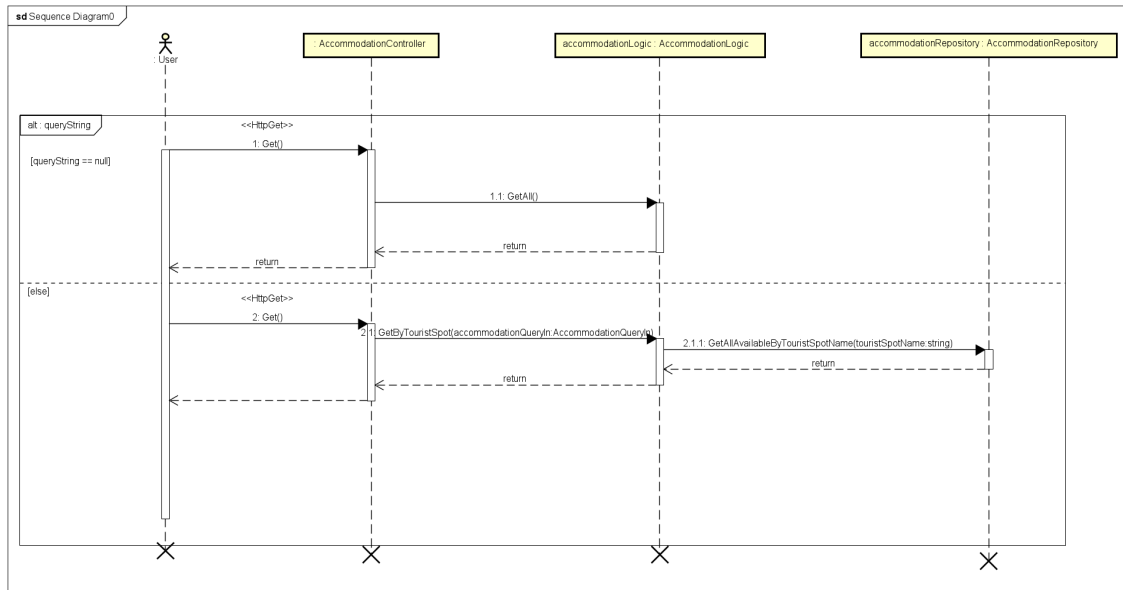 sd Sequence Diagram0
: User
: AccommodationController
accommodationLogic : AccommodationLogic
accommodationRepository : AccommodationRepository
alt : queryString
<<HttpGet>>
1: Get()
[queryString == null]
1.1: GetAll()
return
return
[else]
<<HttpGet>>
2: Get()
2.1: GetByTouristSpot(accommodationQueryIn:AccommodationQueryIn)
2.1.1: GetAllAvailableByTouristSpotName(touristSpotName:string)
return
return